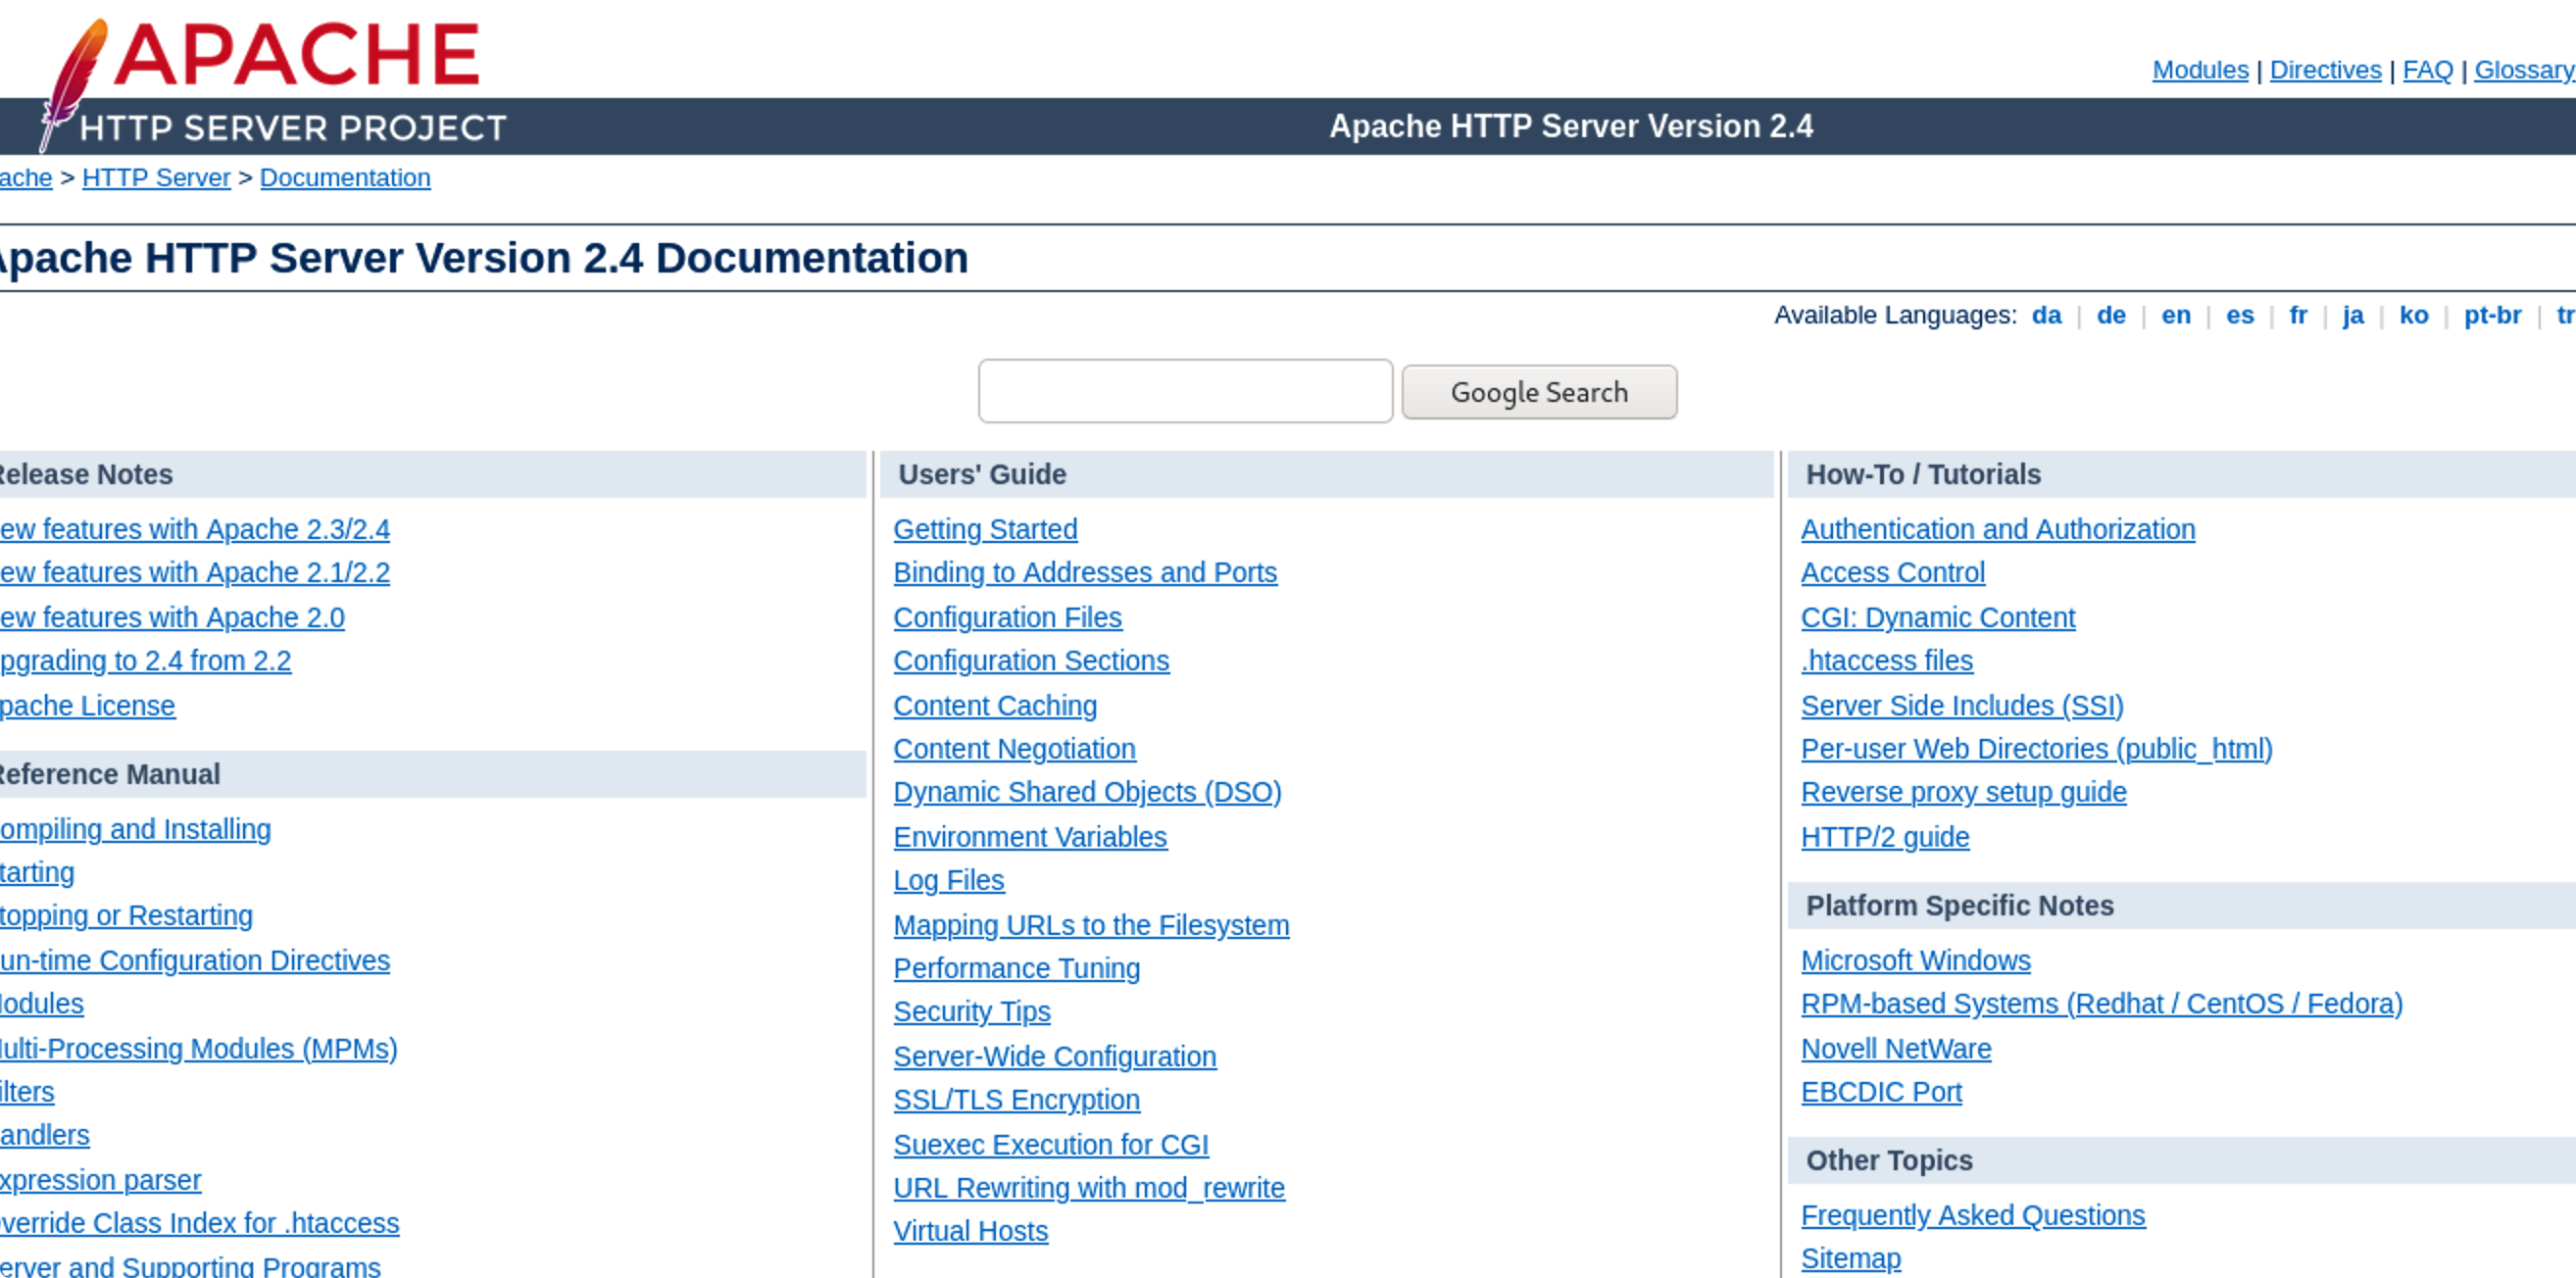 APACHE
HTTP SERVER PROJECT
Modules | Directives | FAQ | Glossary
Apache HTTP Server Version 2.4
ache > HTTP Server > Documentation
Apache HTTP Server Version 2.4 Documentation
Available Languages: da | de | en | es | fr | ja | ko | pt-br | tr
Google Search
Release Notes
ew features with Apache 2.3/2.4
ew features with Apache 2.1/2.2
ew features with Apache 2.0
pgrading to 2.4 from 2.2
pache License
Reference Manual
ompiling and Installing
tarting
topping or Restarting
un-time Configuration Directives
odules
ulti-Processing Modules (MPMs)
ilters
andlers
xpression parser
verride Class Index for .htaccess
erver and Supporting Programs
Users' Guide
Getting Started
Binding to Addresses and Ports
Configuration Files
Configuration Sections
Content Caching
Content Negotiation
Dynamic Shared Objects (DSO)
Environment Variables
Log Files
Mapping URLs to the Filesystem
Performance Tuning
Security Tips
Server-Wide Configuration
SSL/TLS Encryption
Suexec Execution for CGI
URL Rewriting with mod_rewrite
Virtual Hosts
How-To / Tutorials
Authentication and Authorization
Access Control
CGI: Dynamic Content
.htaccess files
Server Side Includes (SSI)
Per-user Web Directories (public_html)
Reverse proxy setup guide
HTTP/2 guide
Platform Specific Notes
Microsoft Windows
RPM-based Systems (Redhat / CentOS / Fedora)
Novell NetWare
EBCDIC Port
Other Topics
Frequently Asked Questions
Sitemap